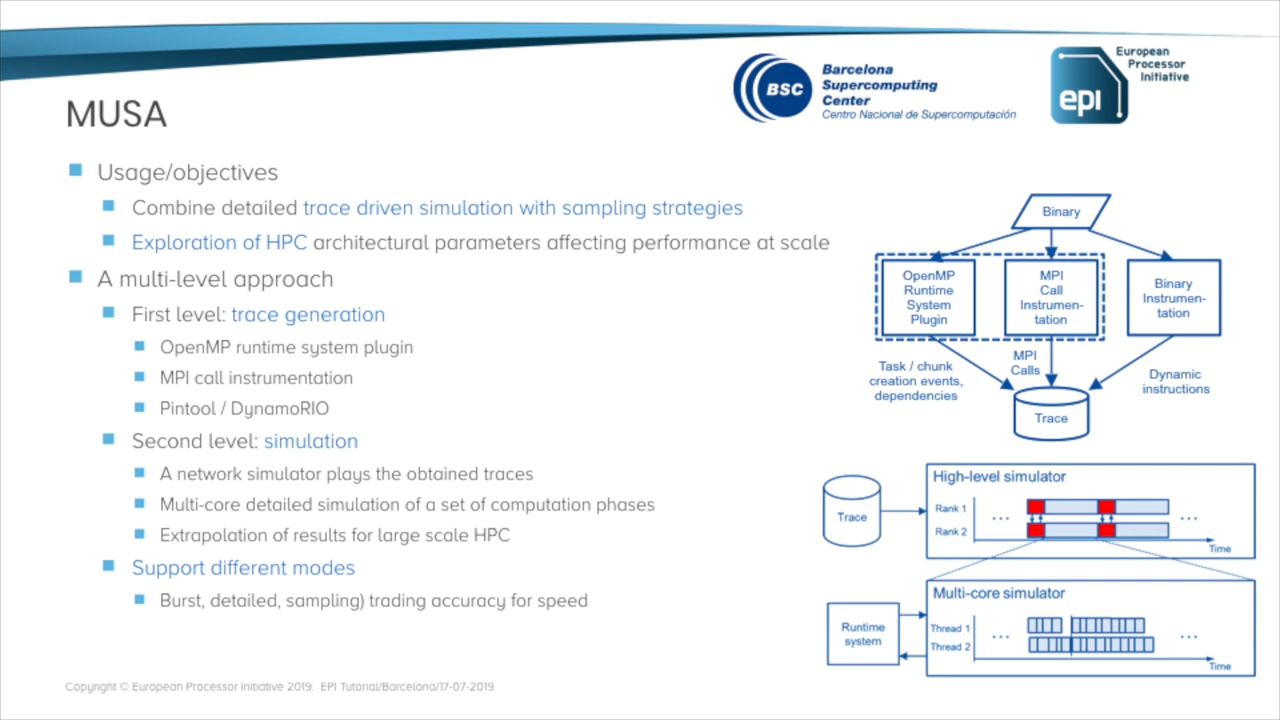 BSC
Barcelona
Supercomputing
Center
Centro Nacional de Supercomputación
epi
European
Processor
Initiative
MUSA
Usage/objectives
Combine detailed trace driven simulation with sampling strategies
Exploration of HPC architectural parameters affecting performance at scale
A multi-level approach
First level: trace generation
OpenMP runtime system plugin
MPI call instrumentation
Pintool / DynamoRIO
Second level: simulation
A network simulator plays the obtained traces
Multi-core detailed simulation of a set of computation phases
Extrapolation of results for large scale HPC
Support different modes
Burst, detailed, sampling) trading accuracy for speed
Binary
OpenMP
Runtime
System
Plugin
MPI
Call
Instrumen-
tation
Binary
Instrumen-
tation
Task / chunk
creation events,
dependencies
MPI
Calls
Dynamic
instructions
Trace
Trace
High-level simulator
Rank 1
... ...
Rank 2
Time
Runtime
system
Multi-core simulator
Thread 1
... ...
Thread 2
Time
Copyright © European Processor Initiative 2019. EPI Tutorial/Barcelona/17-07-2019